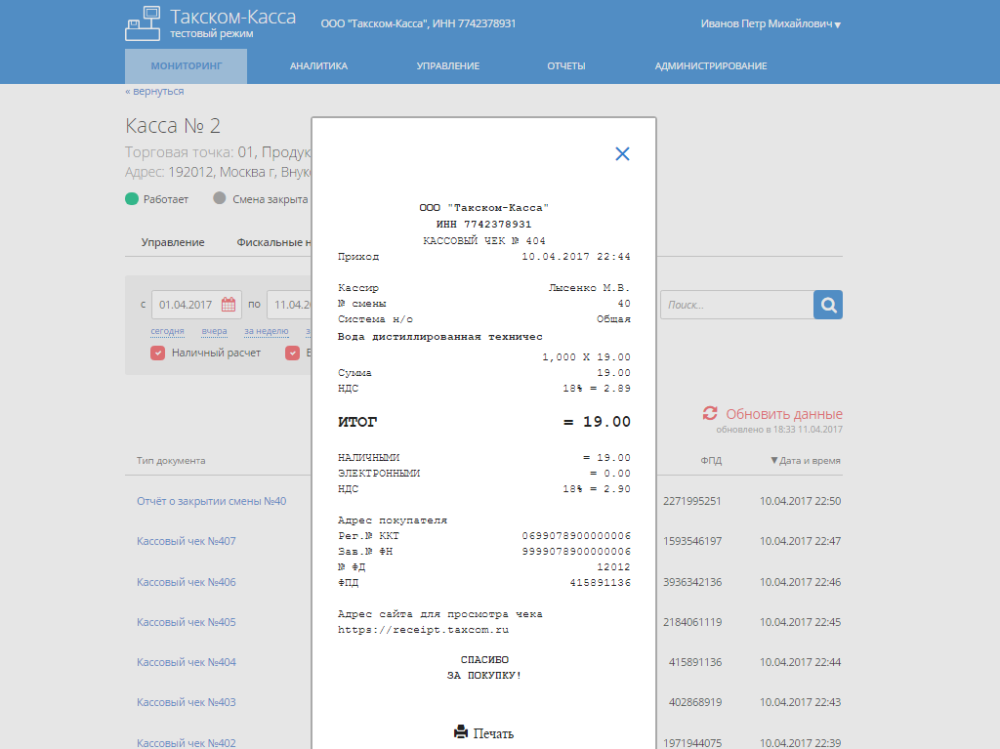 Такском-Касса
тестовый режим
ООО "Такском-Касса", ИНН 7742378931
Иванов Петр Михайлович ▼
МОНИТОРИНГ АНАЛИТИКА УПРАВЛЕНИЕ ОТЧЕТЫ АДМИНИСТРИРОВАНИЕ
« вернуться
Касса № 2
Торговая точка: 01, Продук
Адрес: 192012, Москва г, Внук
Работает Смена закрыта
Управление Фискальные н
с 01.04.2017 по 11.04.20
сегодня вчера за неделю
Наличный расчет
Поиск...
Обновить данные
обновлено в 18:33 11.04.2017
Тип документа ФПД ▼Дата и время
Отчёт о закрытии смены №40 2271995251 10.04.2017 22:50
Кассовый чек №407 1593546197 10.04.2017 22:47
Кассовый чек №406 3936342136 10.04.2017 22:46
Кассовый чек №405 2184061119 10.04.2017 22:45
Кассовый чек №404 415891136 10.04.2017 22:44
Кассовый чек №403 402868919 10.04.2017 22:43
Кассовый чек №402 1971944075 10.04.2017 22:39
ООО "Такском-Касса"
ИНН 7742378931
КАССОВЫЙ ЧЕК № 404
Приход 10.04.2017 22:44
Кассир Лысенко М.В.
№ смены 40
Система н/о Общая
Вода дистиллированная техничес
1,000 X 19.00
Сумма 19.00
НДС 18% = 2.89
ИТОГ = 19.00
НАЛИЧНЫМИ = 19.00
ЭЛЕКТРОННЫМИ = 0.00
НДС 18% = 2.90
Адрес покупателя
Рег.№ ККТ 0699078900000006
Зав.№ ФН 9999078900000006
№ ФД 12012
ФПД 415891136
Адрес сайта для просмотра чека
https://receipt.taxcom.ru
СПАСИБО
ЗА ПОКУПКУ!
Печать